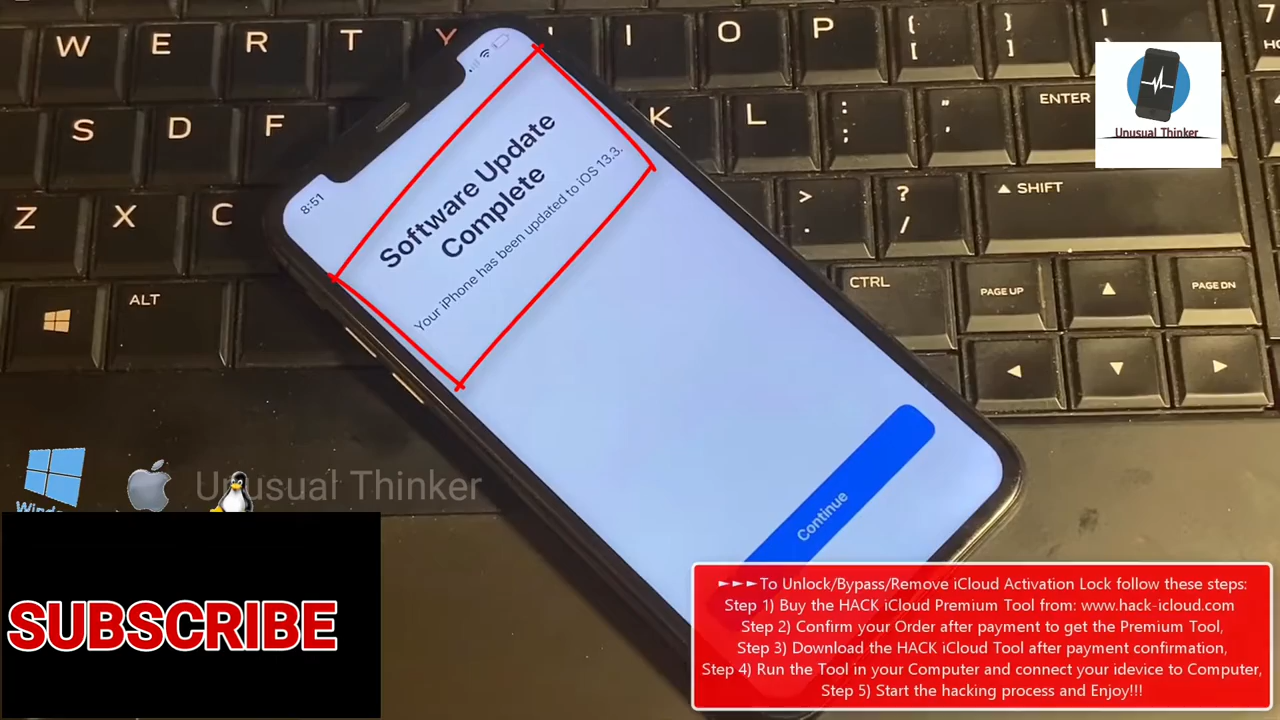 W E R T Y I O P { [ } ] | 7
HO
S D F K L : ; " ENTER 4
Z X C > . ? / ▲ SHIFT
ALT
CTRL
PAGE UP ▲ PAGE DN
◄ ▼ ►
8:51
Software Update
Complete
Your iPhone has been updated to iOS 13.3.
Continue
Unusual Thinker
Unusual Thinker
SUBSCRIBE
►►►To Unlock/Bypass/Remove iCloud Activation Lock follow these steps:
Step 1) Buy the HACK iCloud Premium Tool from: www.hack-icloud.com
Step 2) Confirm your Order after payment to get the Premium Tool,
Step 3) Download the HACK iCloud Tool after payment confirmation,
Step 4) Run the Tool in your Computer and connect your idevice to Computer,
Step 5) Start the hacking process and Enjoy!!!